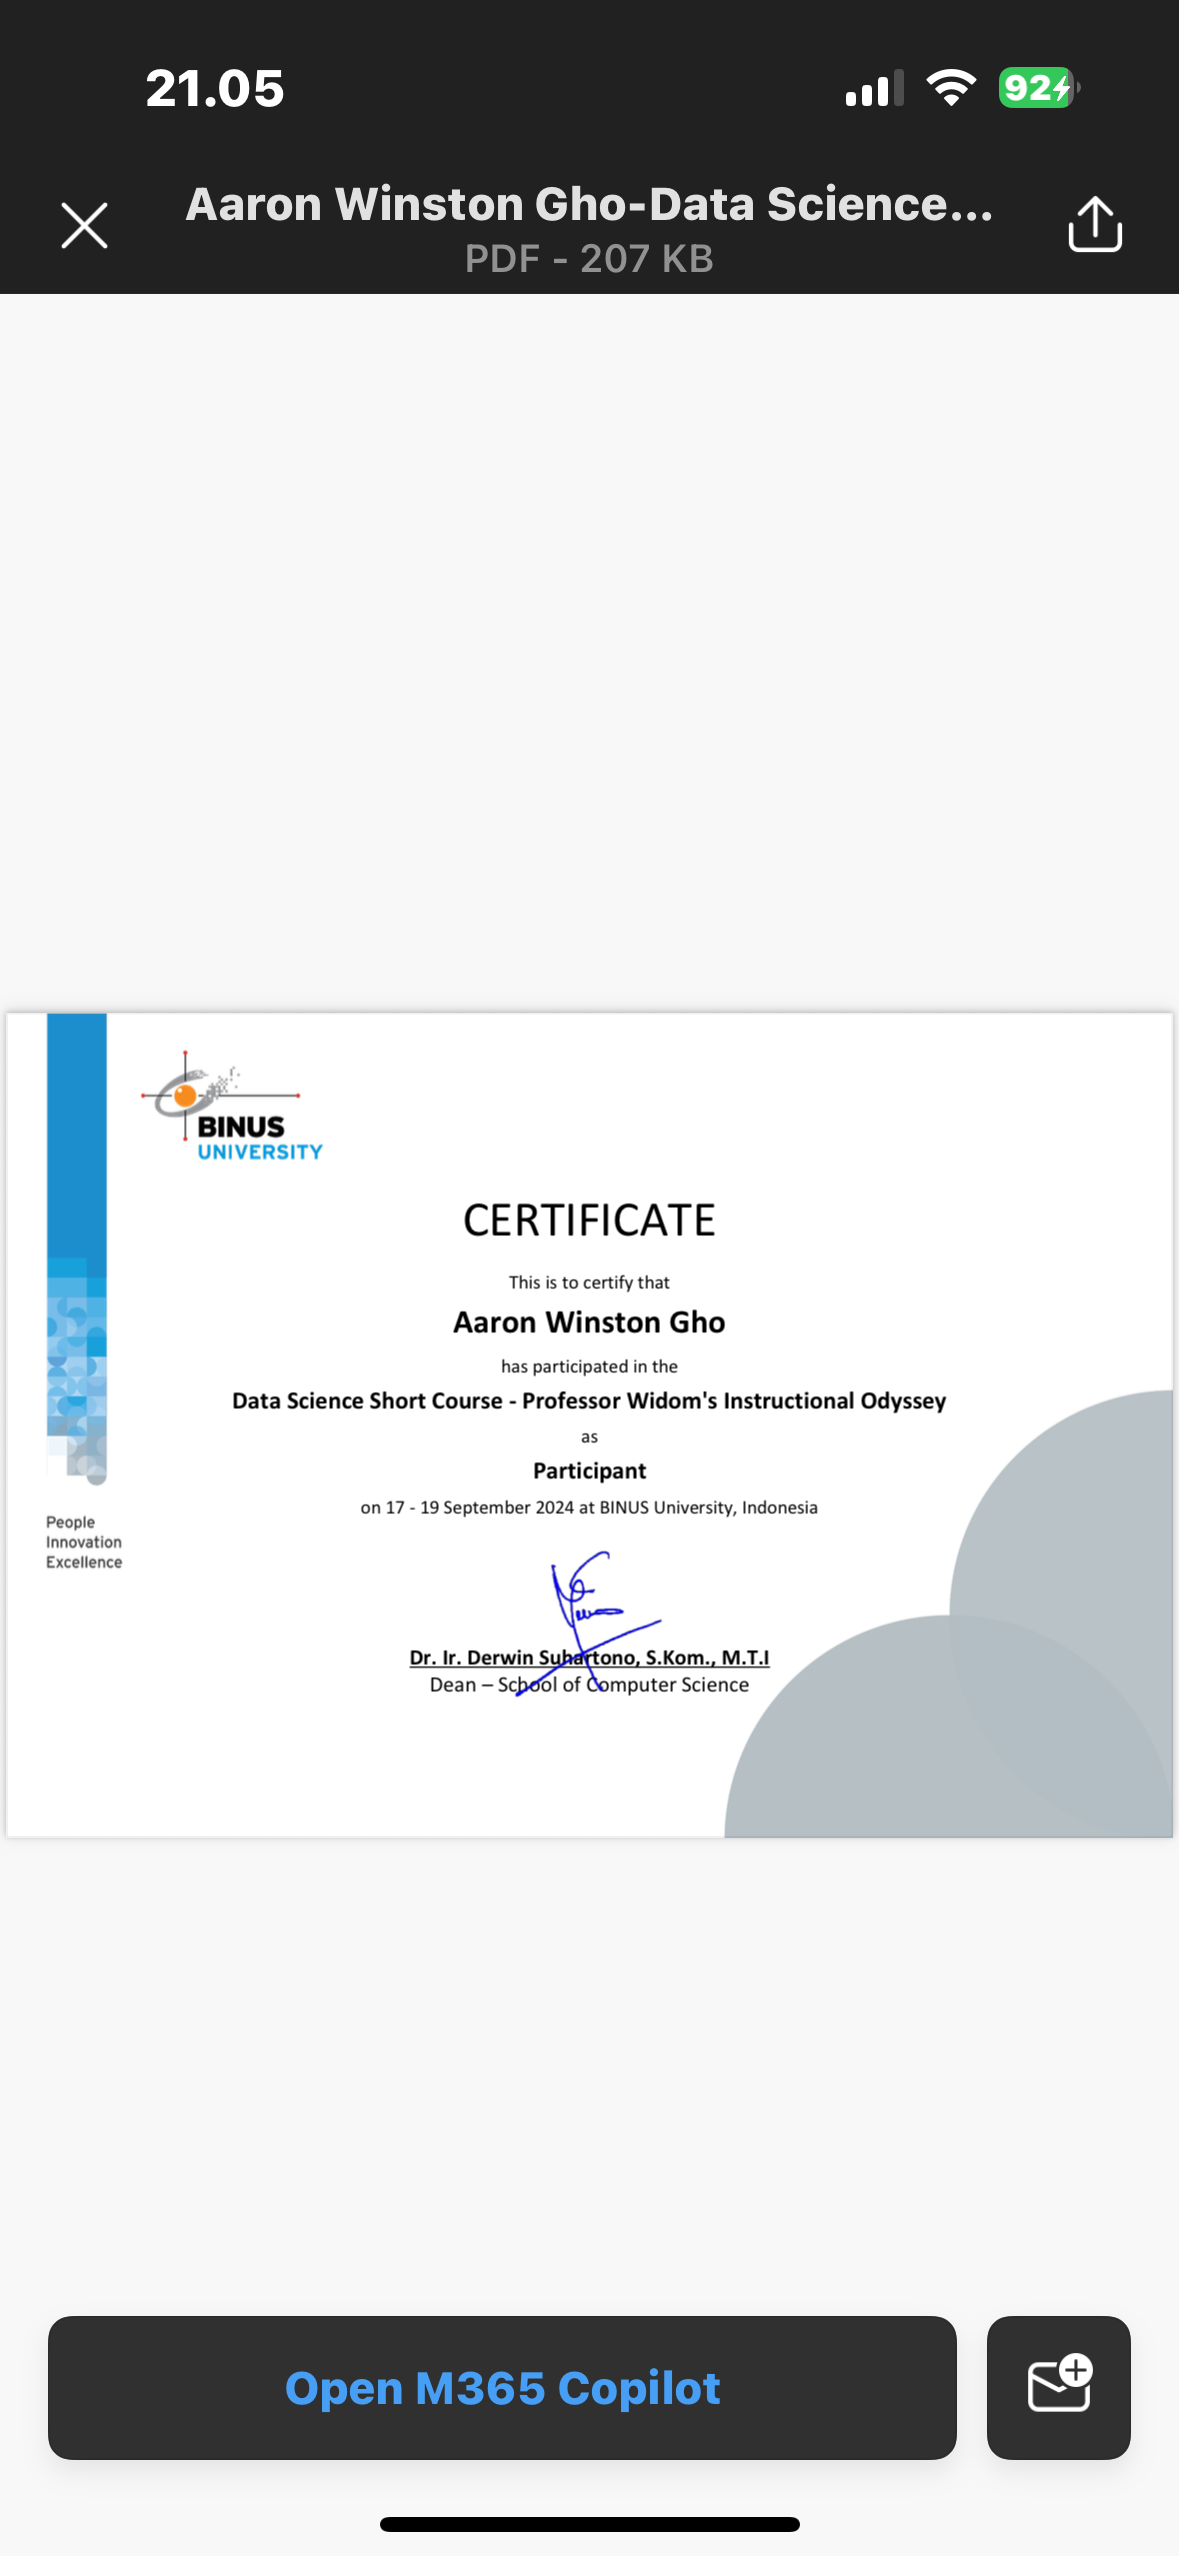 21.05
92
Aaron Winston Gho-Data Science...
PDF - 207 KB
BINUS
UNIVERSITY
CERTIFICATE
This is to certify that
Aaron Winston Gho
has participated in the
Data Science Short Course - Professor Widom's Instructional Odyssey
as
Participant
on 17 - 19 September 2024 at BINUS University, Indonesia
People
Innovation
Excellence
Dr. Ir. Derwin Suhartono, S.Kom., M.T.I
Dean – School of Computer Science
Open M365 Copilot